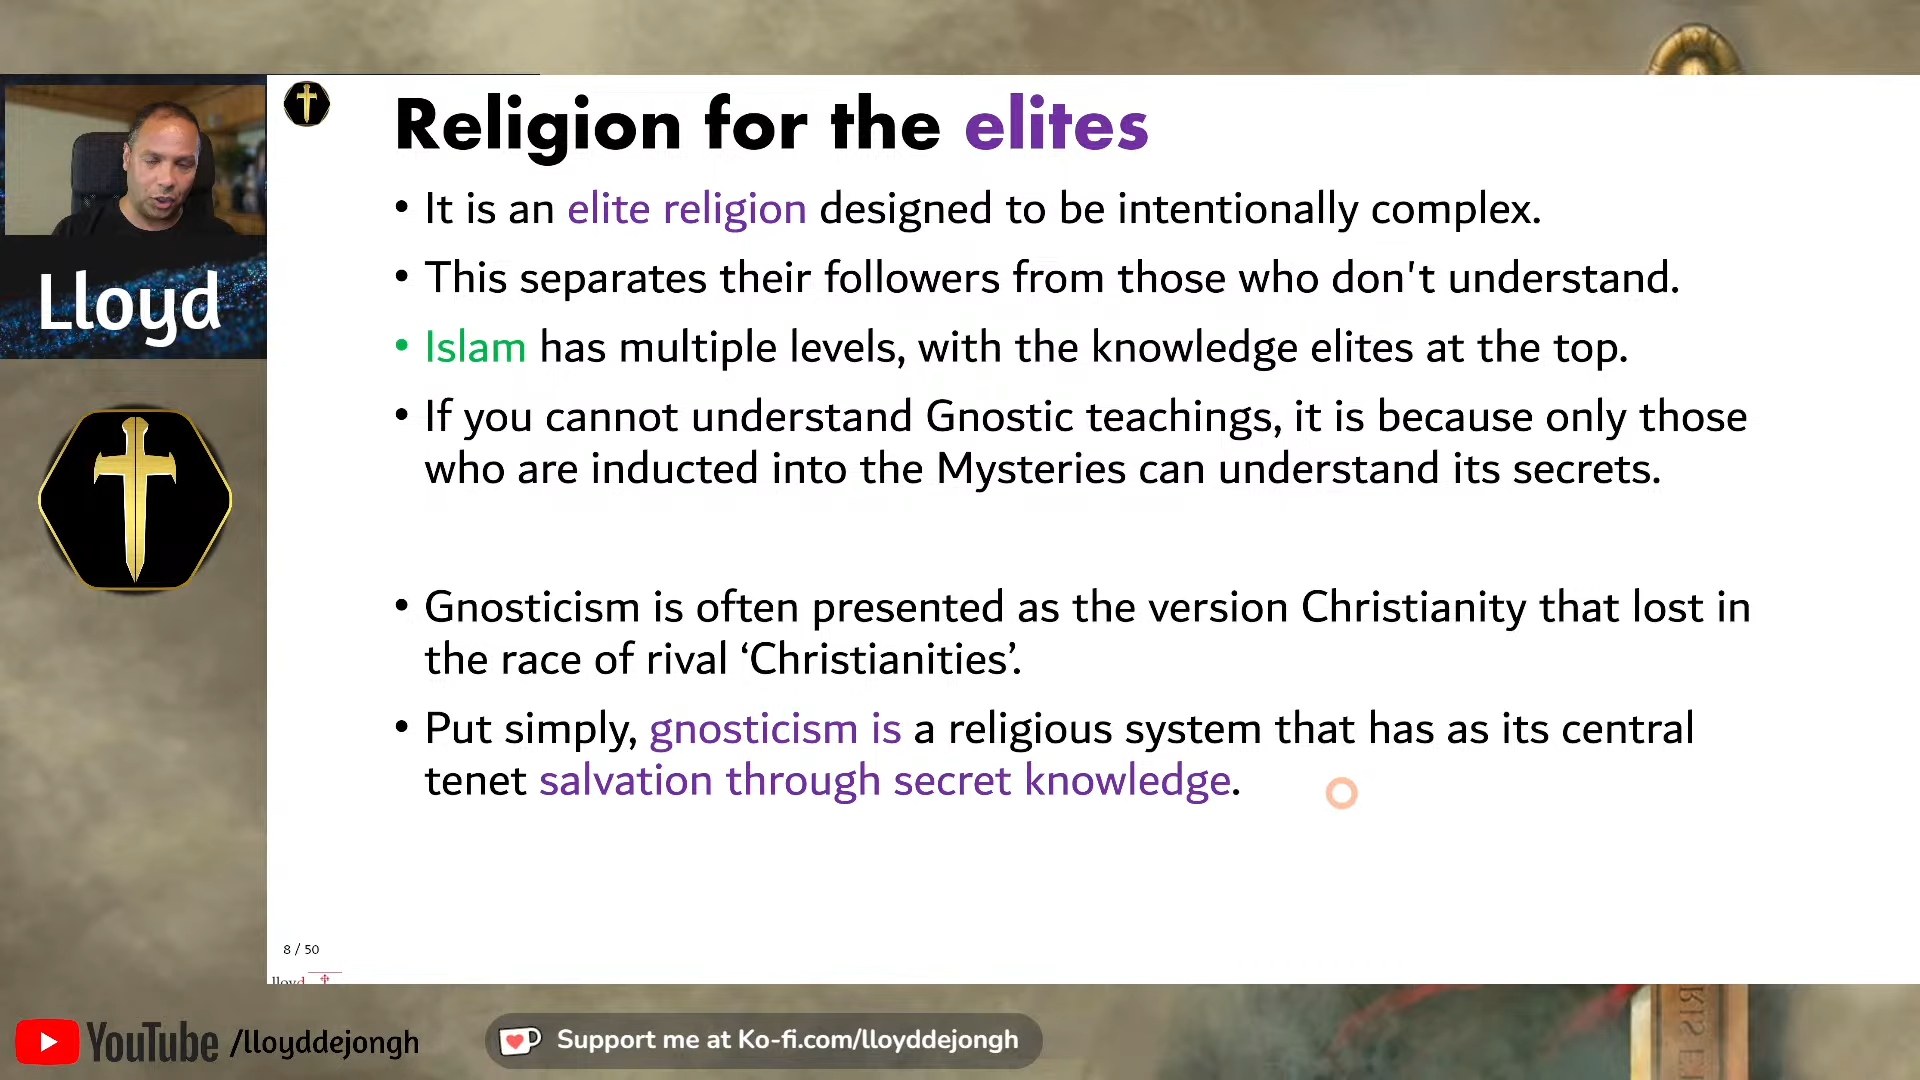 Religion for the elites
• It is an elite religion designed to be intentionally complex.
• This separates their followers from those who don't understand.
• Islam has multiple levels, with the knowledge elites at the top.
• If you cannot understand Gnostic teachings, it is because only those
who are inducted into the Mysteries can understand its secrets.
• Gnosticism is often presented as the version Christianity that lost in
the race of rival ‘Christianities’.
• Put simply, gnosticism is a religious system that has as its central
tenet salvation through secret knowledge.
Lloyd
8 / 50
lloyd
YouTube /lloyddejongh
Support me at Ko-fi.com/lloyddejongh